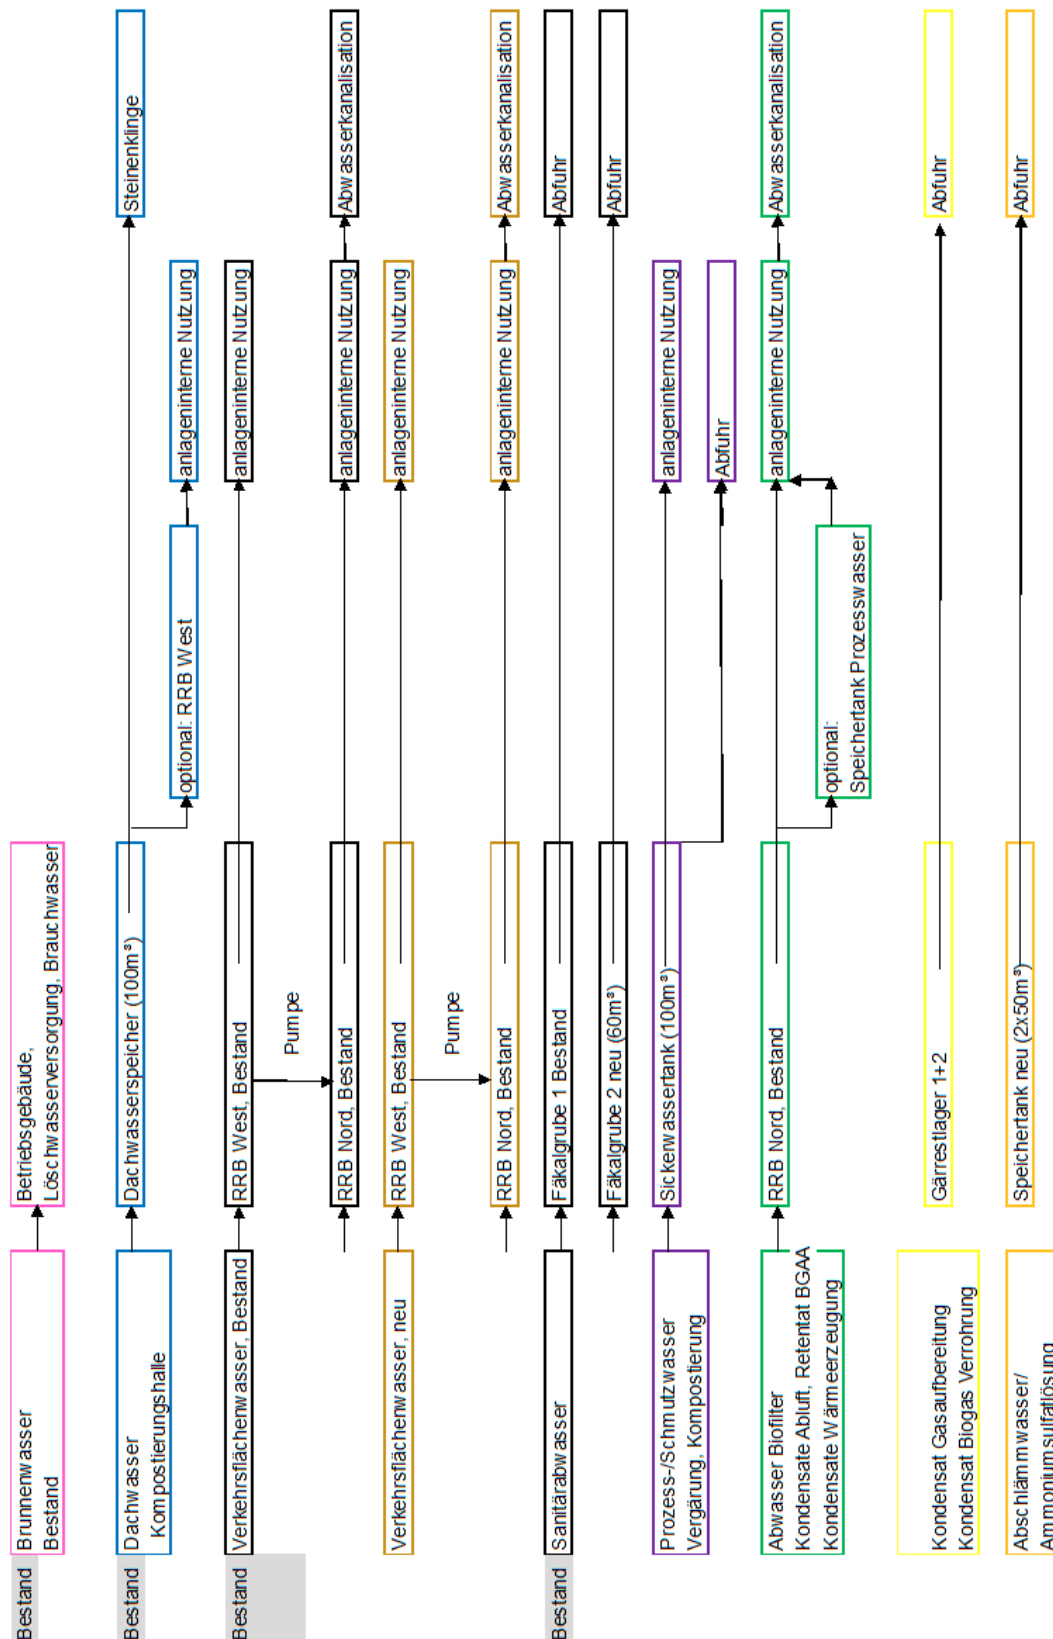 Bestand
Brunnenwasser
Bestand
Betriebsgebäude,
Löschwasserversorgung, Brauchwasser
Bestand
Dachwasser
Kompostierungshalle
Dachwasserspeicher (100m³)
Steinenklinge
optional: RRB West
anlageninterne Nutzung
Bestand
Verkehrsflächenwasser, Bestand
RRB West, Bestand
anlageninterne Nutzung
Pumpe
RRB Nord, Bestand
anlageninterne Nutzung
Abwasserkanalisation
Verkehrsflächenwasser, neu
RRB West, Bestand
anlageninterne Nutzung
Pumpe
RRB Nord, Bestand
anlageninterne Nutzung
Abwasserkanalisation
Bestand
Sanitärabwasser
Fäkalgrube 1 Bestand
Abfuhr
Fäkalgrube 2 neu (60m³)
Abfuhr
Prozess-/Schmutzwasser
Vergärung, Kompostierung
Sickerwassertank (100m³)
anlageninterne Nutzung
Abfuhr
Abwasser Biofilter
Kondensate Abluft, Retentat BGAA
Kondensate Wärmeerzeugung
RRB Nord, Bestand
anlageninterne Nutzung
Abwasserkanalisation
optional:
Speichertank Prozesswasser
Kondensat Gasaufbereitung
Kondensat Biogas Verrohrung
Gärrestlager 1+2
Abfuhr
Abschlämmwasser/
Ammoniumsulfatlösung
Speichertank neu (2x50m³)
Abfuhr